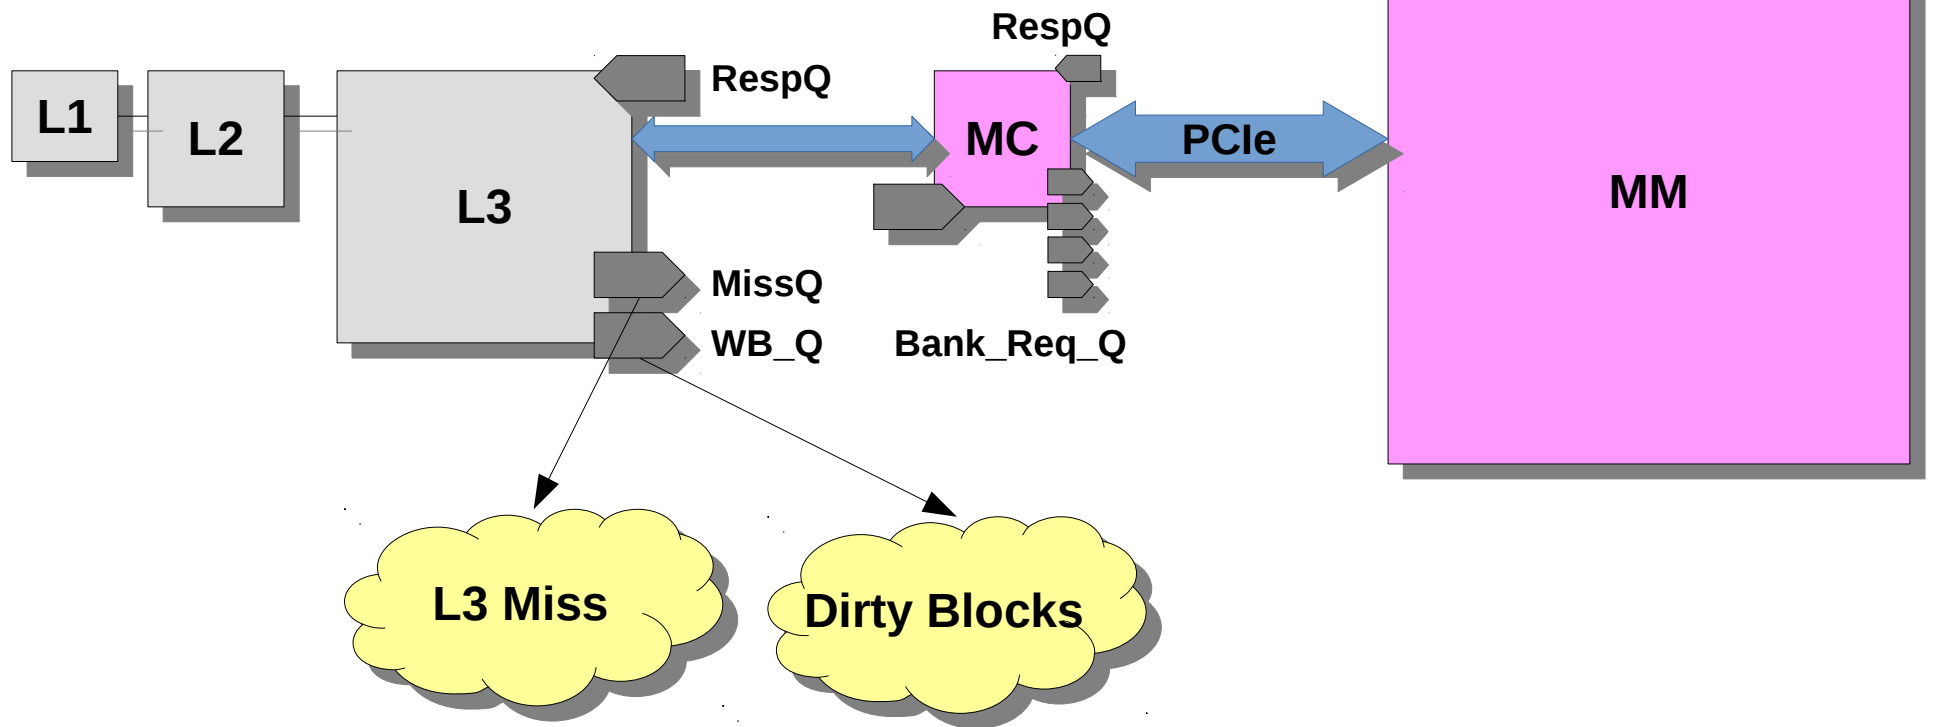 RespQ
RespQ
L1
L2
L3
MC
PCIe
MM
MissQ
WB_Q
Bank_Req_Q
L3 Miss
Dirty Blocks